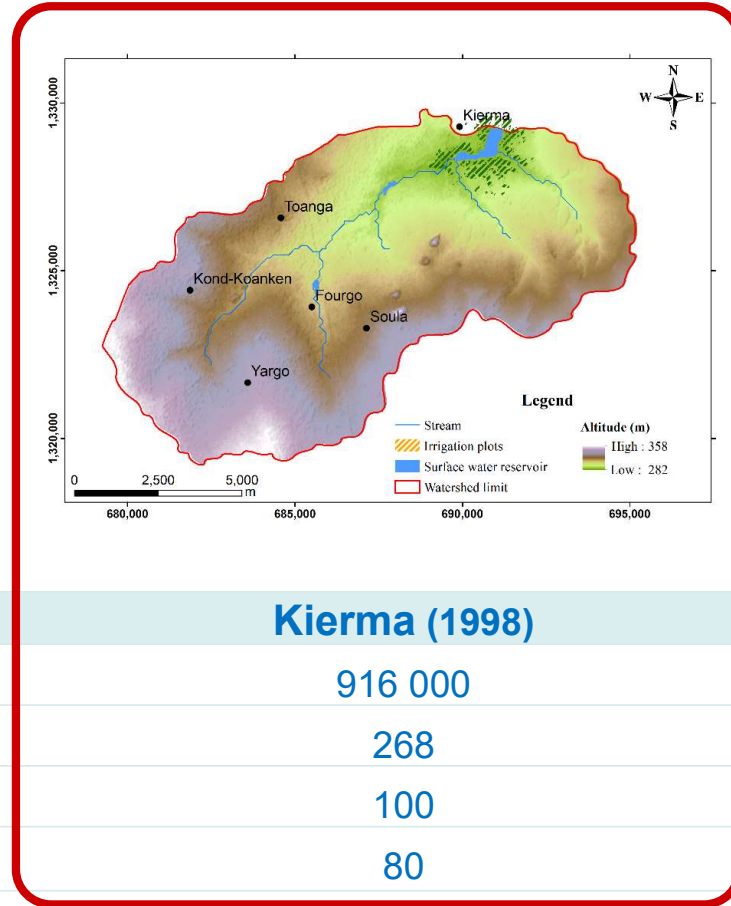 N
W E
S
1,330,000
Kierma
Toanga
1,325,000
Kond-Koanken
Fourgo
Soula
Yargo
1,320,000
Legend
Stream
Irrigation plots
Surface water reservoir
Watershed limit
Altitude (m)
High : 358
Low : 282
0 2,500 5,000
m
680,000 685,000 690,000 695,000
Kierma (1998)
916 000
268
100
80